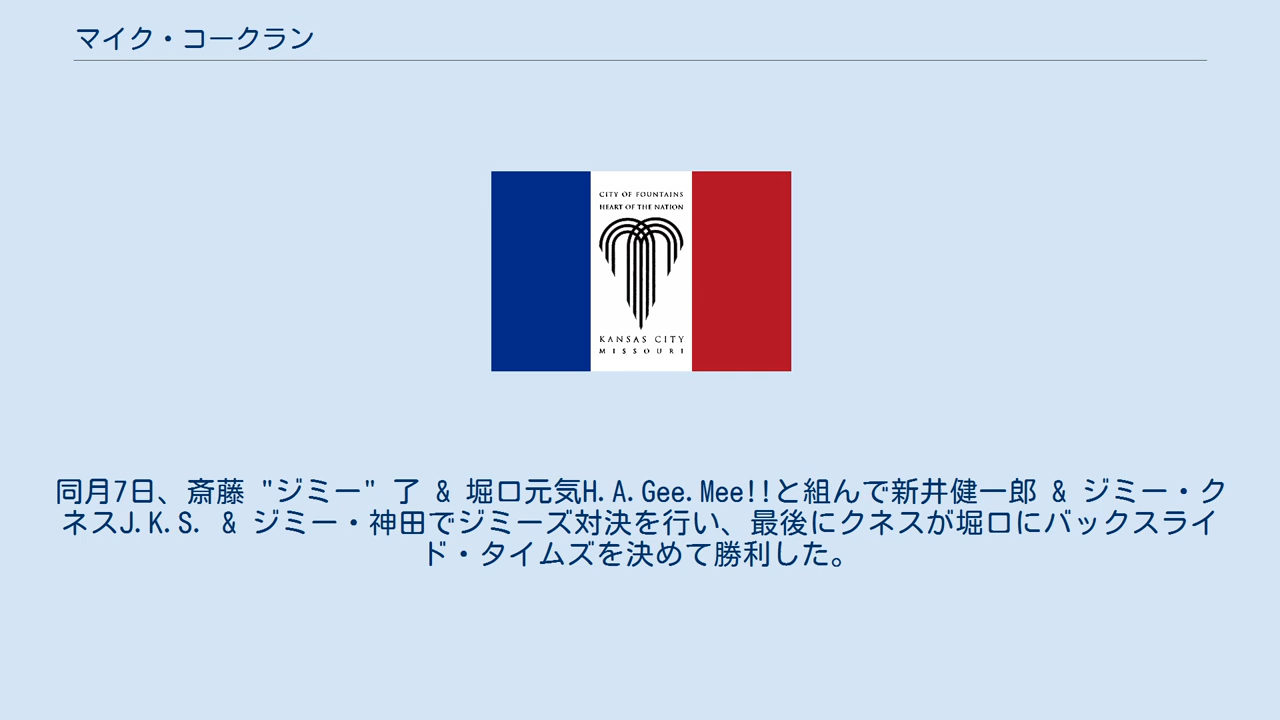 マイク・コークラン
CITY OF FOUNTAINS
HEART OF THE NATION
KANSAS CITY
MISSOURI
同月7日、斎藤 "ジミー" 了 & 堀口元気H.A.Gee.Mee!!と組んで新井健一郎 & ジミー・ク
ネスJ.K.S. & ジミー・神田でジミーズ対決を行い、最後にクネスが堀口にバックスライ
ド・タイムズを決めて勝利した。